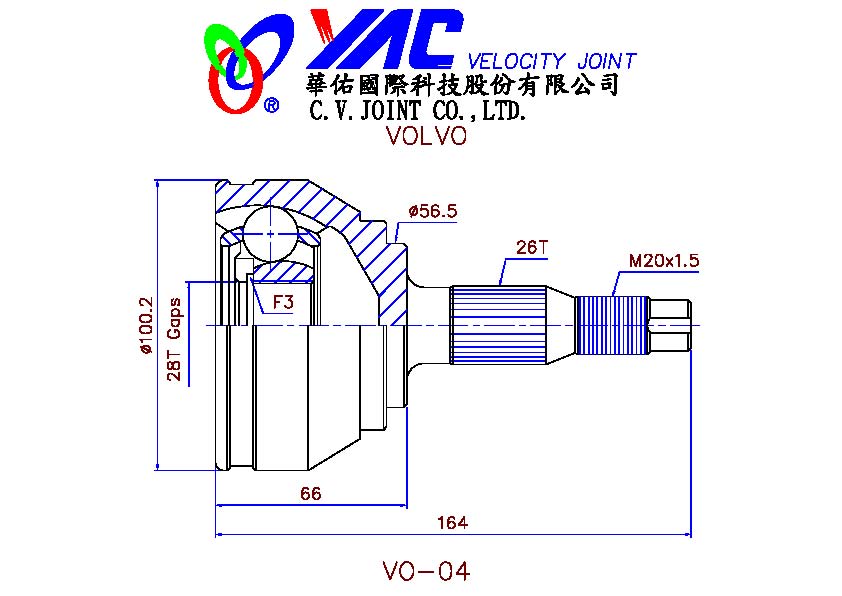 YAC VELOCITY JOINT
®
華佑國際科技股份有限公司
C.V.JOINT CO.,LTD.
VOLVO
ø56.5
26T
M20x1.5
F3
ø100.2
28T Gaps
66
164
VO-04